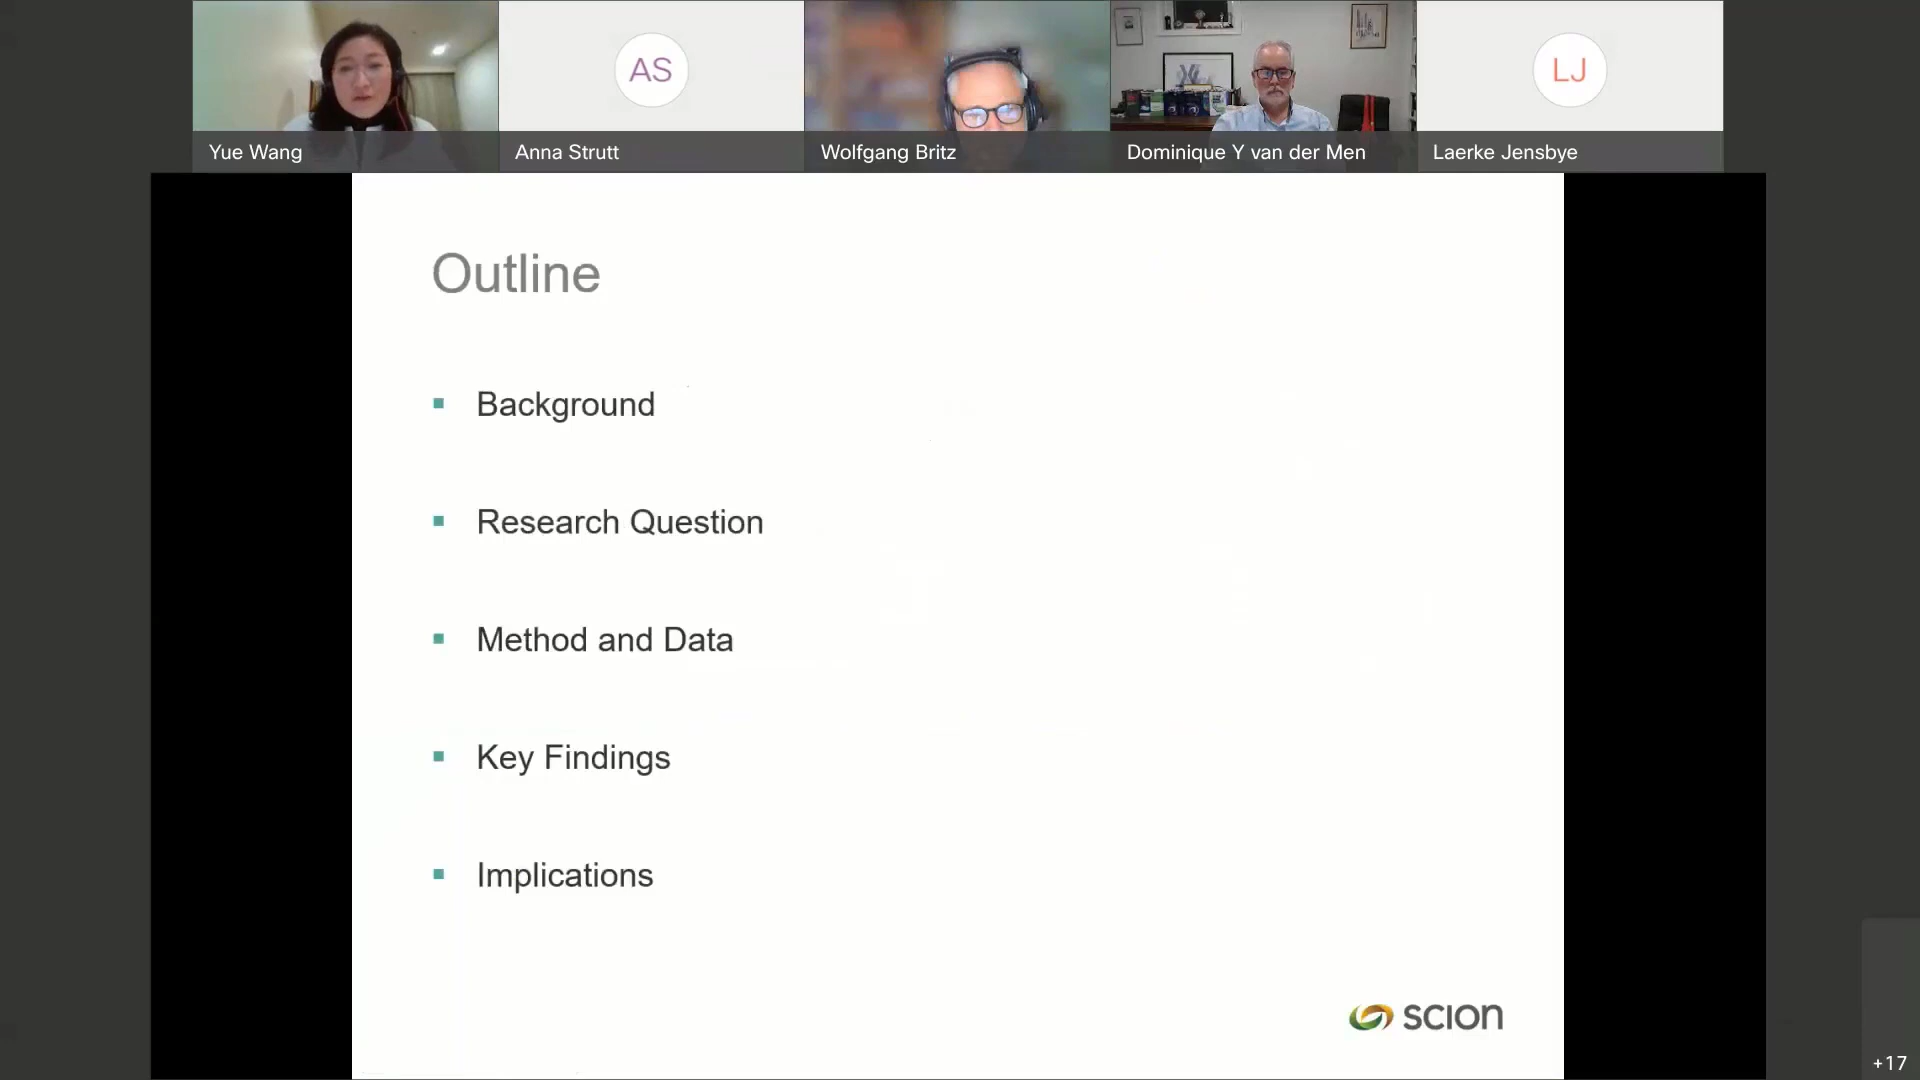 Yue Wang
AS
Anna Strutt
Wolfgang Britz
Dominique Y van der Men
LJ
Laerke Jensbye
Outline
Background
Research Question
Method and Data
Key Findings
Implications
scion
+17